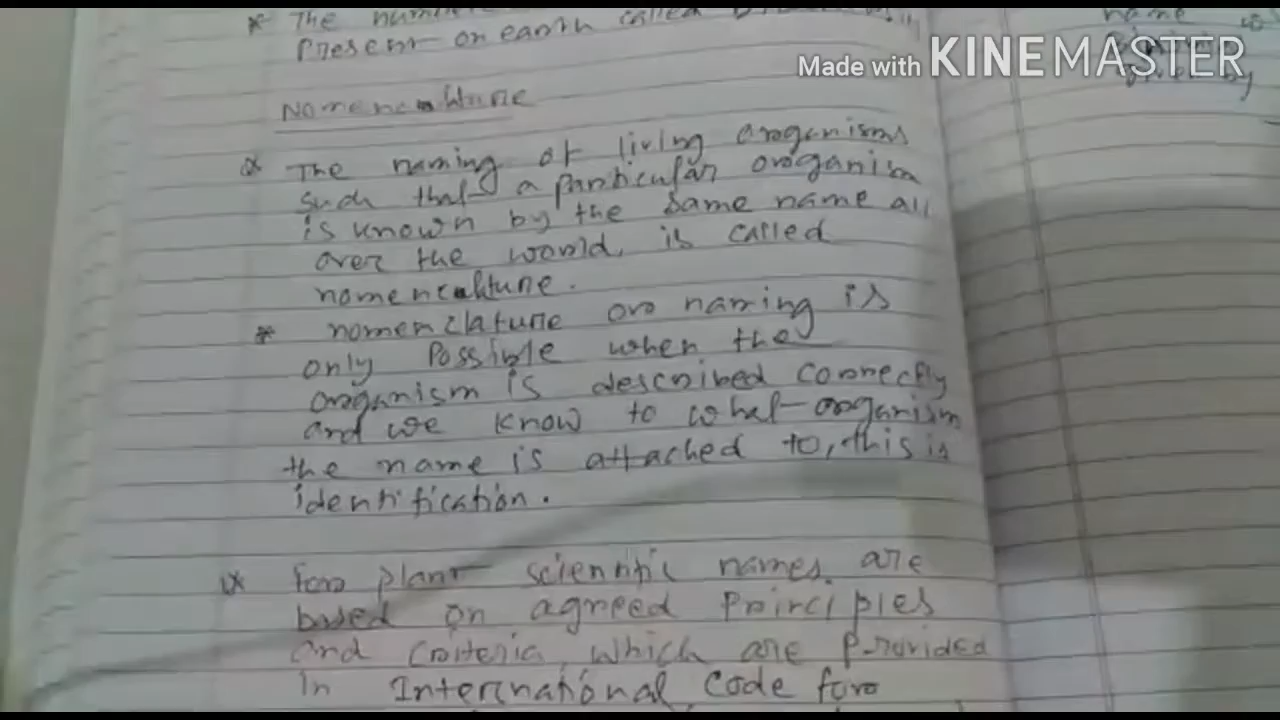 * The
Present on earth called
name
Made with KINEMASTER
by
Nomenclature
* The naming of living organisms
such that a particular organism
is known by the same name all
over the world, is called
nomenclature.
* nomenclature or naming is
only Possible when the
organism is described correctly
and we know to what organism
the name is attached to, this is
identification.
* for plant scientific names are
based on agreed Principles
and criteria, which are Provided
In International Code for